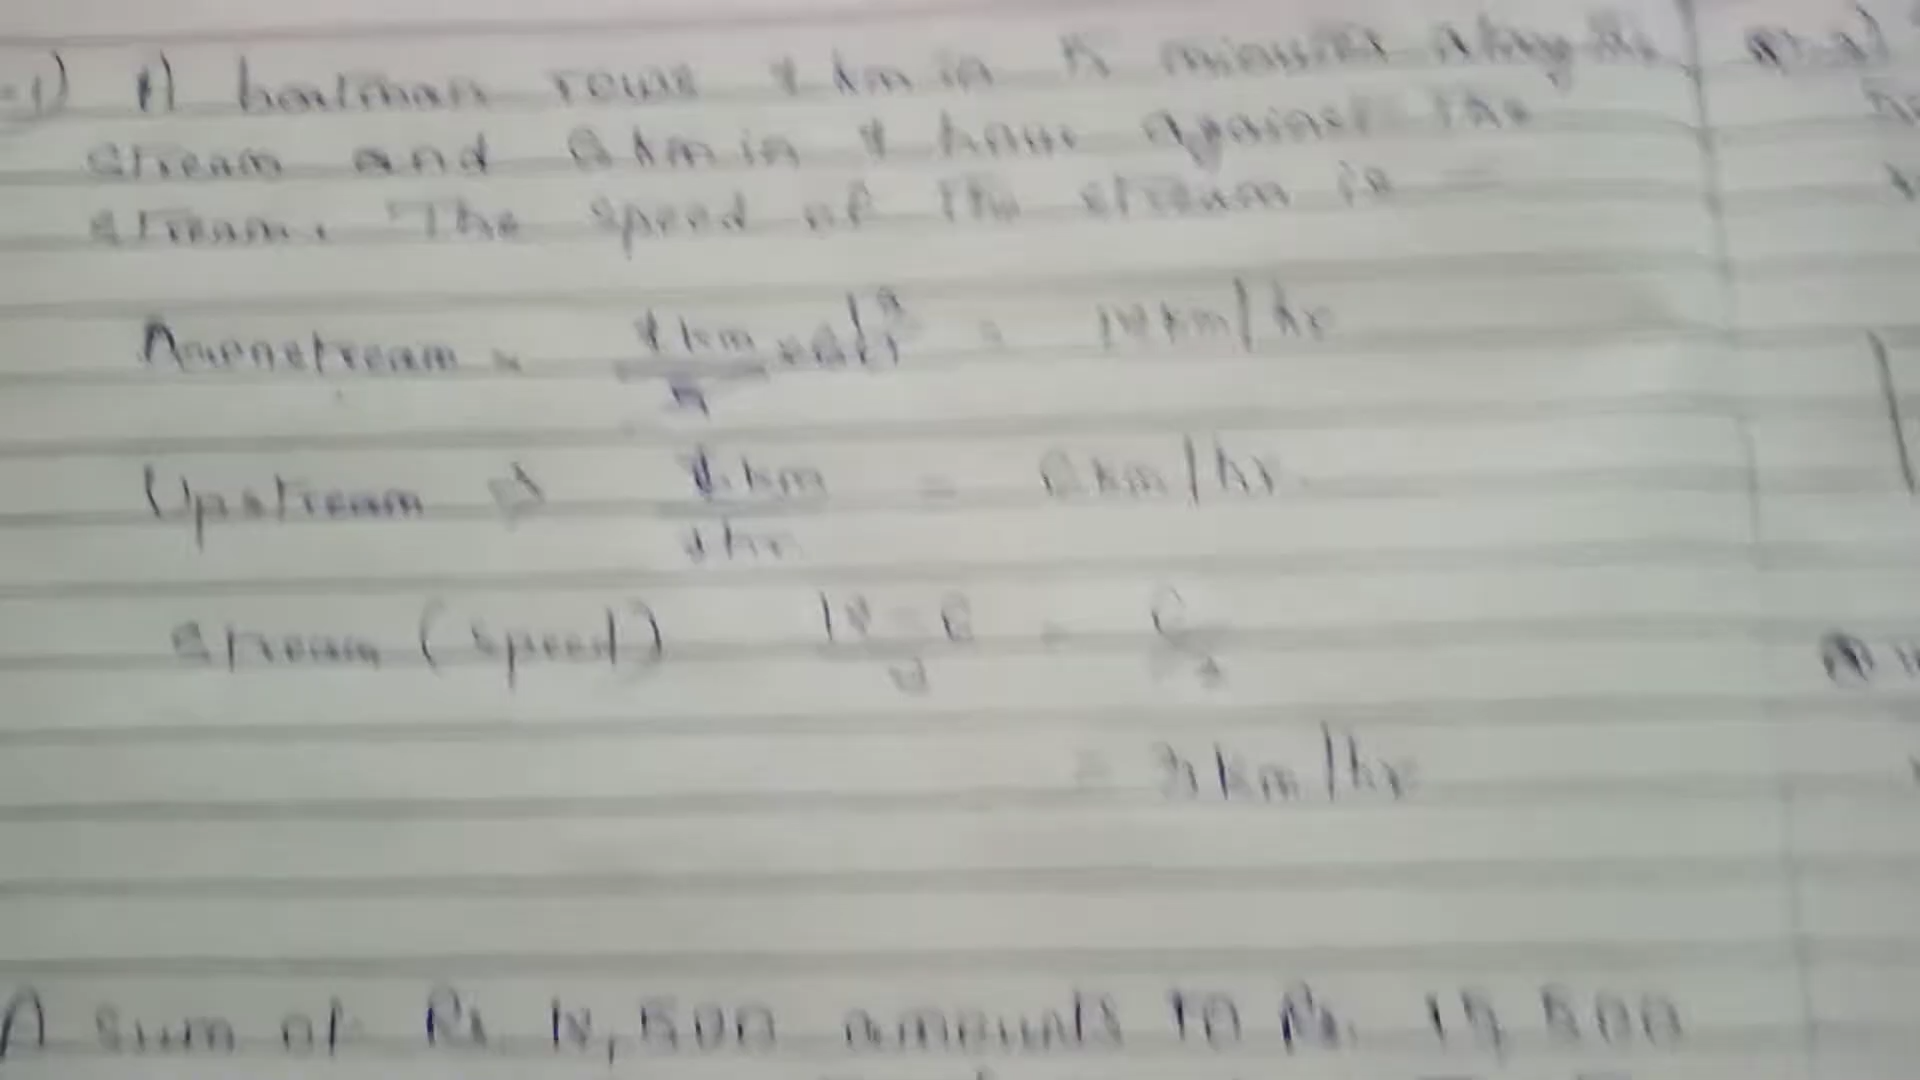 A boatman rows 1 km in 5 minutes along the
stream and 6 km in 1 hour against the
stream. The speed of the stream is -
Downstream = 1 km / 5 = 12 km/hr
Upstream ⇒ km / 1 hr = 6 km/hr.
Stream (speed) 12 - 6 / 2 = 6 / 2
= 3 km/hr
A sum of Rs 12,500 amounts to Rs. 15 500